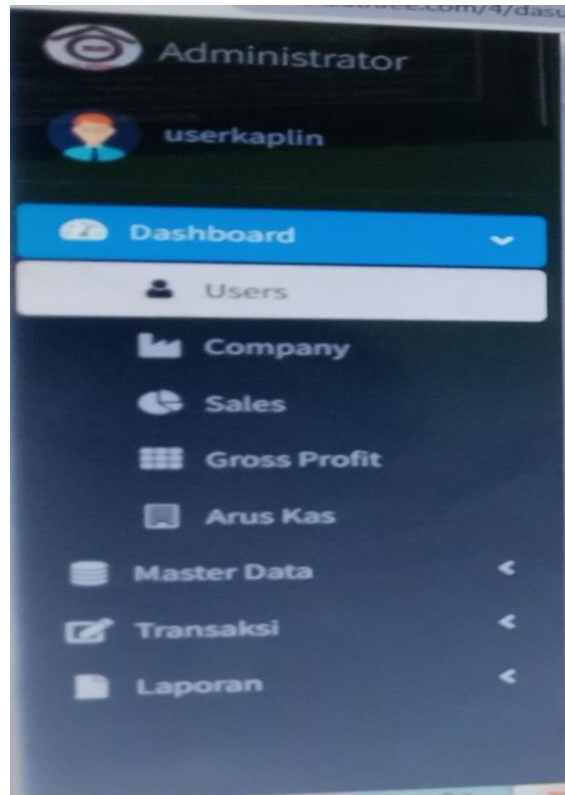 Administrator
userkaplin
Dashboard
Users
Company
Sales
Gross Profit
Arus Kas
Master Data
Transaksi
Laporan